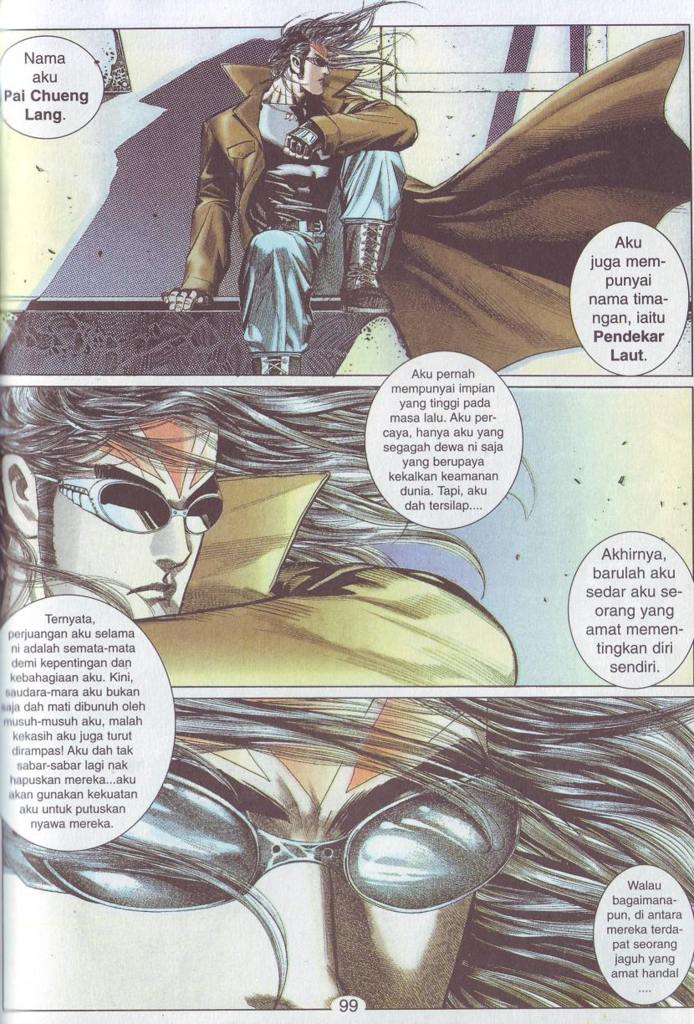 Nama
aku
Pai Chueng
Lang.
Aku
juga mem-
punyai
nama tima-
ngan, iaitu
Pendekar
Laut.
Aku pernah
mempunyai impian
yang tinggi pada
masa lalu. Aku per-
caya, hanya aku yang
segagah dewa ni saja
yang berupaya
kekalkan keamanan
dunia. Tapi, aku
dah tersilap....
Akhirnya,
barulah aku
sedar aku se-
orang yang
amat memen-
tingkan diri
sendiri.
Ternyata,
perjuangan aku selama
ni adalah semata-mata
demi kepentingan dan
kebahagiaan aku. Kini,
saudara-mara aku bukan
saja dah mati dibunuh oleh
musuh-musuh aku, malah
kekasih aku juga turut
dirampas! Aku dah tak
sabar-sabar lagi nak
hapuskan mereka...aku
akan gunakan kekuatan
aku untuk putuskan
nyawa mereka.
Walau
bagaimana-
pun, di antara
mereka terda-
pat seorang
jaguh yang
amat handal
....
99